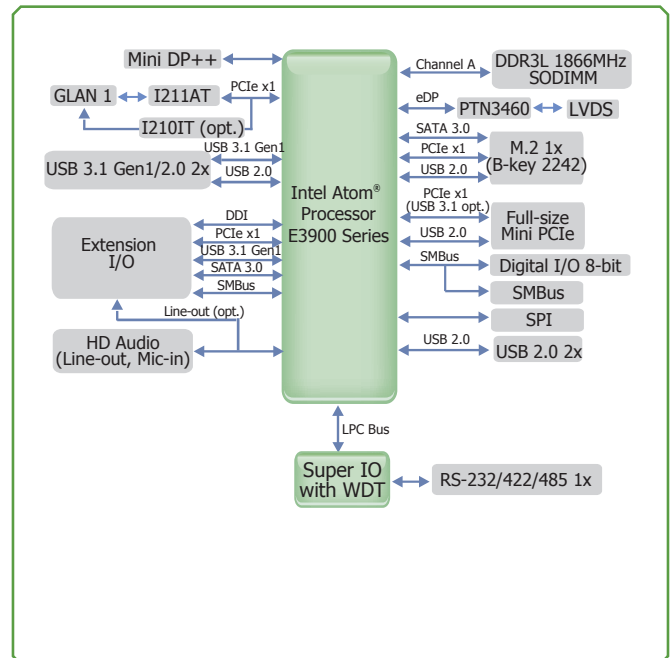 Mini DP++
GLAN 1
I211AT
PCIe x1
I210IT (opt.)
USB 3.1 Gen1/2.0 2x
USB 3.1 Gen1
USB 2.0
Extension
I/O
DDI
PCIe x1
USB 3.1 Gen1
SATA 3.0
SMBus
Line-out (opt.)
HD Audio
(Line-out, Mic-in)
Intel Atom®
Processor
E3900 Series
Channel A
DDR3L 1866MHz
SODIMM
eDP
PTN3460
LVDS
SATA 3.0
PCIe x1
USB 2.0
M.2 1x
(B-key 2242)
PCIe x1
(USB 3.1 opt.)
USB 2.0
Full-size
Mini PCIe
SMBus
Digital I/O 8-bit
SMBus
SPI
USB 2.0
USB 2.0 2x
LPC Bus
Super IO
with WDT
RS-232/422/485 1x